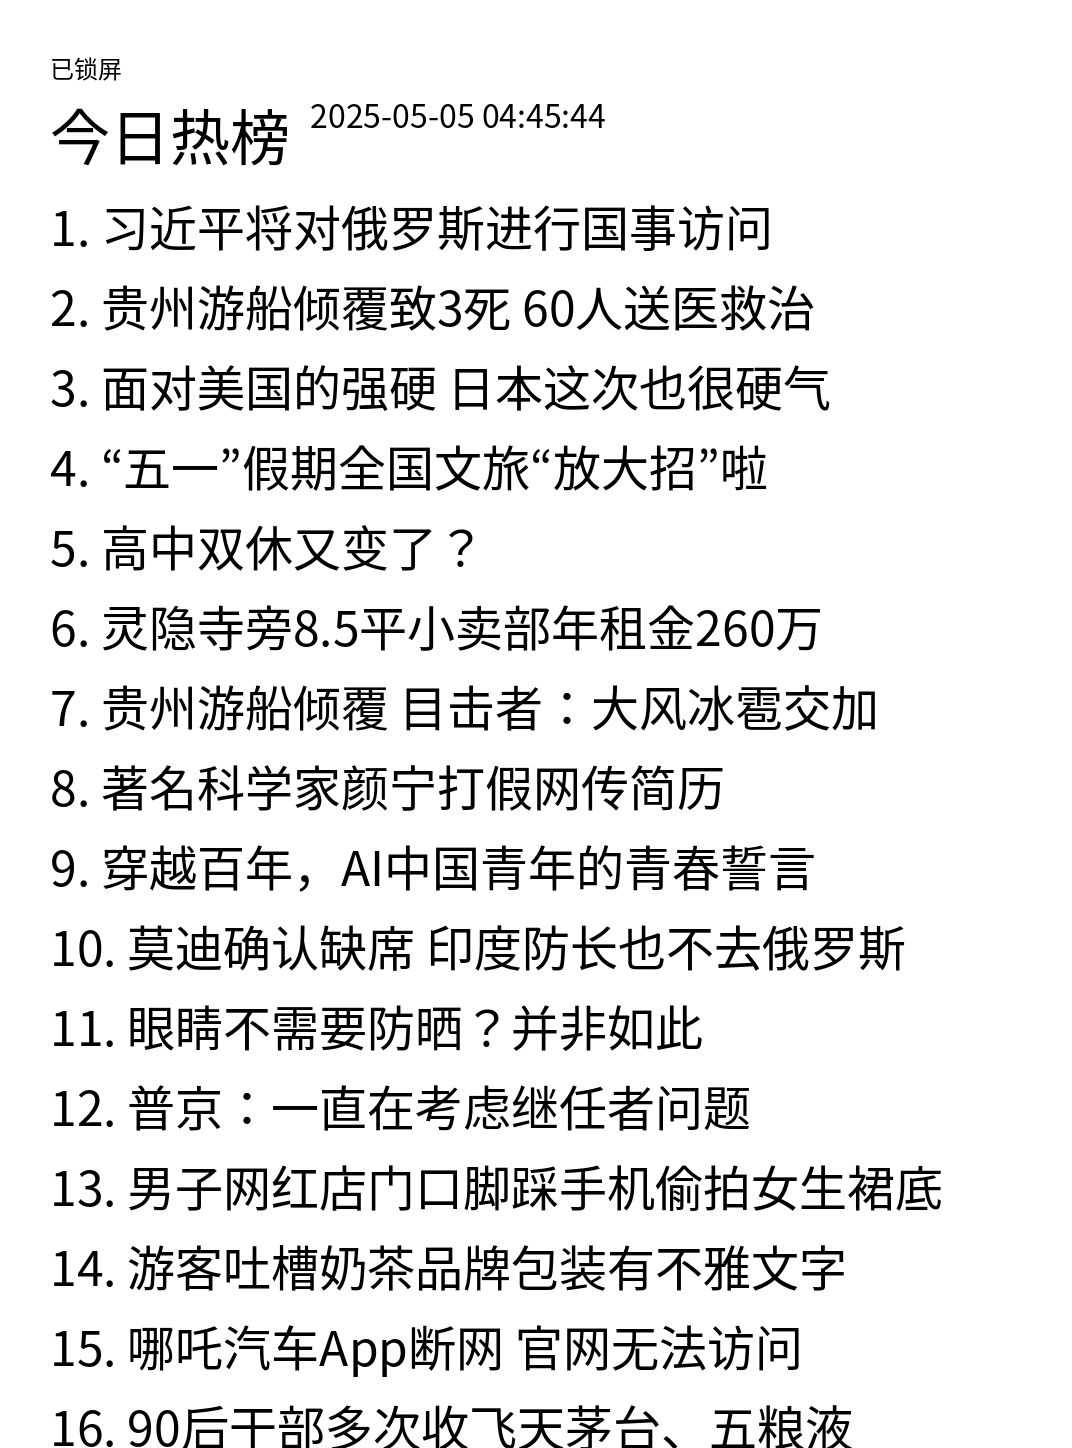 已锁屏
今日热榜 2025-05-05 04:45:44
1. 习近平将对俄罗斯进行国事访问
2. 贵州游船倾覆致3死 60人送医救治
3. 面对美国的强硬 日本这次也很硬气
4. “五一”假期全国文旅“放大招”啦
5. 高中双休又变了？
6. 灵隐寺旁8.5平小卖部年租金260万
7. 贵州游船倾覆 目击者：大风冰雹交加
8. 著名科学家颜宁打假网传简历
9. 穿越百年，AI中国青年的青春誓言
10. 莫迪确认缺席 印度防长也不去俄罗斯
11. 眼睛不需要防晒？并非如此
12. 普京：一直在考虑继任者问题
13. 男子网红店门口脚踩手机偷拍女生裙底
14. 游客吐槽奶茶品牌包装有不雅文字
15. 哪吒汽车App断网 官网无法访问
16. 90后干部多次收飞天茅台、五粮液